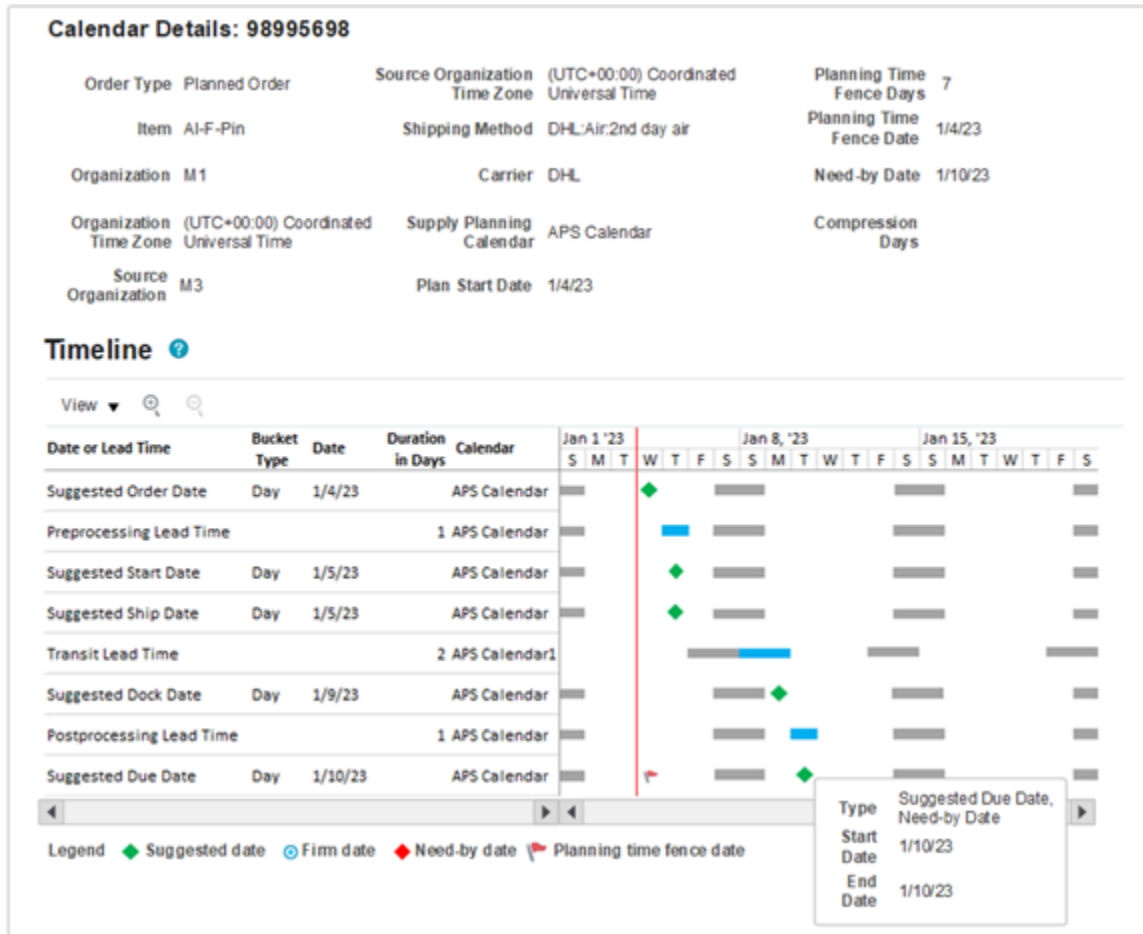 Calendar Details: 98995698
Order Type Planned Order
Source Organization Time Zone (UTC+00:00) Coordinated Universal Time
Planning Time Fence Days 7
Item AI-F-Pin
Shipping Method DHL:Air:2nd day air
Planning Time Fence Date 1/4/23
Organization M1
Carrier DHL
Need-by Date 1/10/23
Organization Time Zone (UTC+00:00) Coordinated Universal Time
Supply Planning Calendar APS Calendar
Compression Days
Source Organization M3
Plan Start Date 1/4/23
Timeline ?
View
Date or Lead Time Bucket Type Date Duration in Days Calendar Jan 1 '23 Jan 8, '23 Jan 15, '23
S M T W T F S S M T W T F S S M T W T F S
Suggested Order Date Day 1/4/23 APS Calendar
Preprocessing Lead Time 1 APS Calendar
Suggested Start Date Day 1/5/23 APS Calendar
Suggested Ship Date Day 1/5/23 APS Calendar
Transit Lead Time 2 APS Calendar1
Suggested Dock Date Day 1/9/23 APS Calendar
Postprocessing Lead Time 1 APS Calendar
Suggested Due Date Day 1/10/23 APS Calendar
Type Suggested Due Date, Need-by Date
Start Date 1/10/23
End Date 1/10/23
Legend Suggested date Firm date Need-by date Planning time fence date